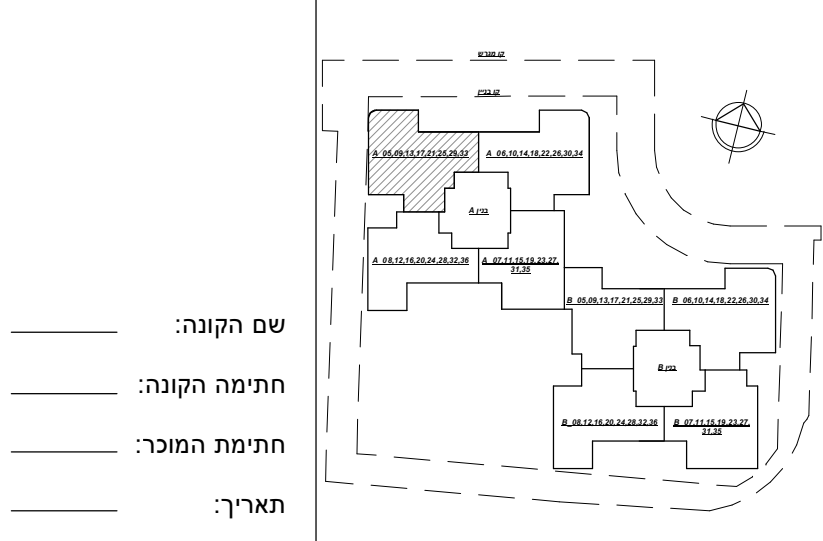 קו מגרש
קו בניין
A 05,09,13,17,21,25,29,33
A 06,10,14,18,22,26,30,34
בנין A
A 08,12,16,20,24,28,32,36
A 07,11,15,19,23,27,
31,35
B 05,09,13,17,21,25,29,33
B 06,10,14,18,22,26,30,34
בנין B
B 08,12,16,20,24,28,32,36
B 07,11,15,19,23,27,
31,35
שם הקונה:
חתימה הקונה:
חתימת המוכר:
תאריך: